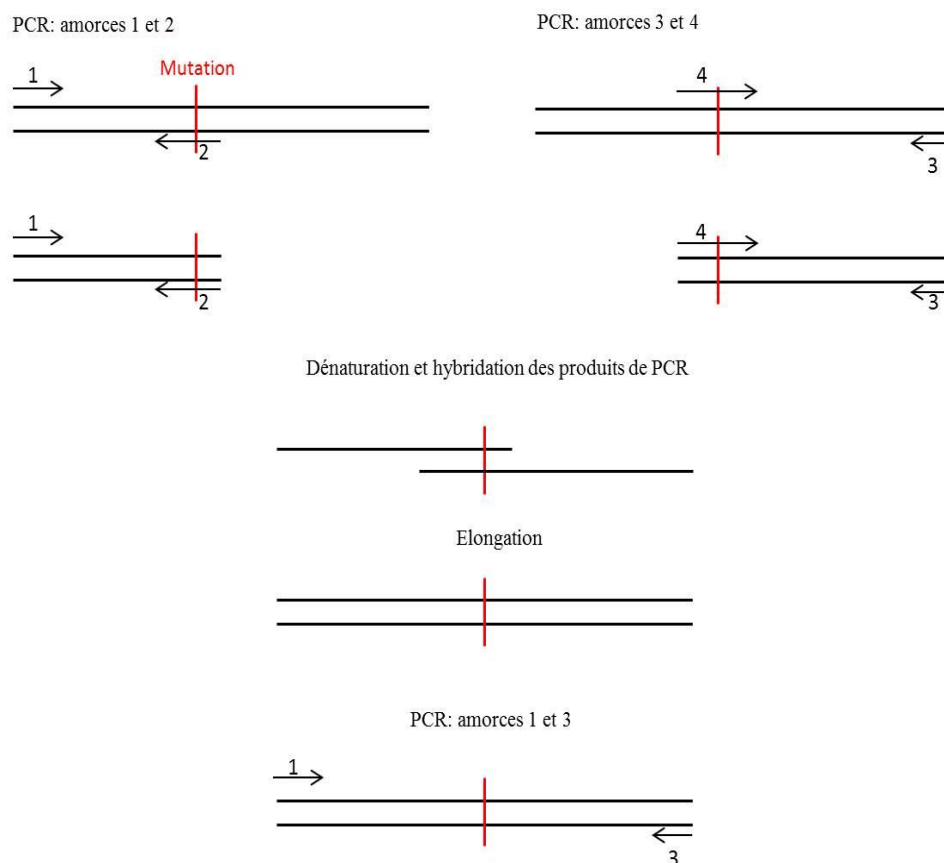 PCR: amorces 1 et 2
PCR: amorces 3 et 4
1
Mutation
2
4
3
1
2
4
3
Dénaturation et hybridation des produits de PCR
Elongation
PCR: amorces 1 et 3
1
3